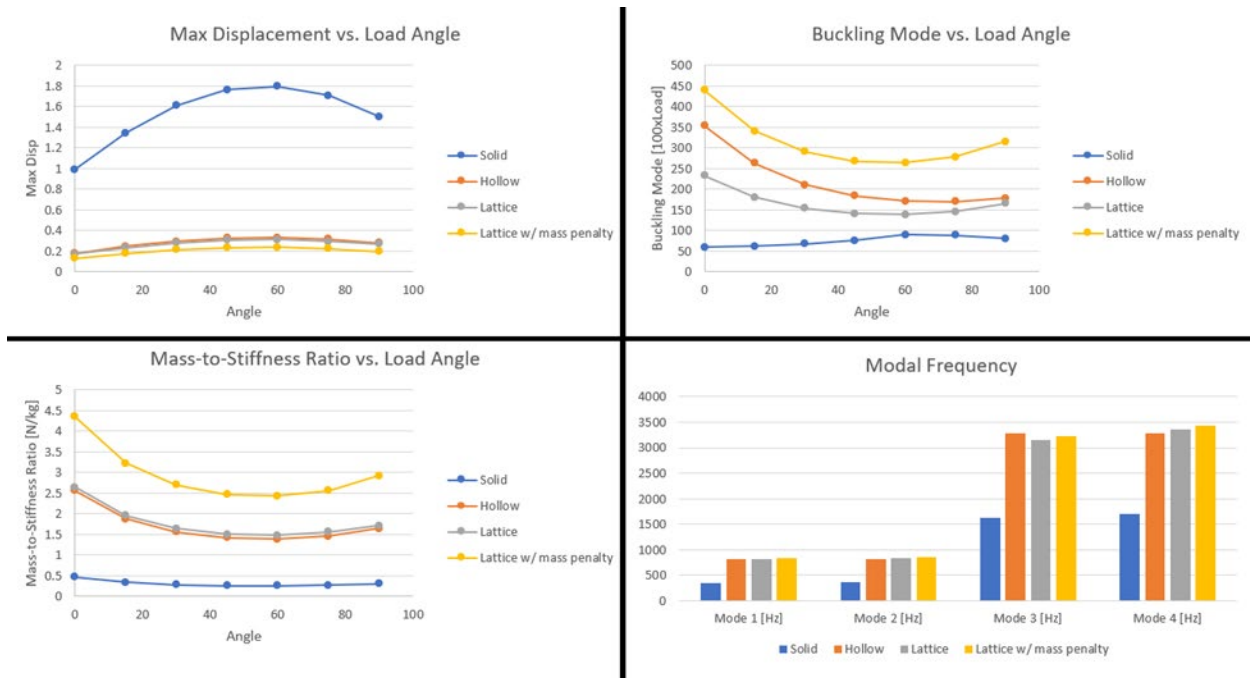 Max Displacement vs. Load Angle
2
1.8
1.6
1.4
1.2
1
0.8
0.6
0.4
0.2
0
Max Disp
0 20 40 60 80 100
Angle
Solid
Hollow
Lattice
Lattice w/ mass penalty
Buckling Mode vs. Load Angle
500
450
400
350
300
250
200
150
100
50
0
Buckling Mode [100xLoad]
0 20 40 60 80 100
Angle
Solid
Hollow
Lattice
Lattice w/ mass penalty
Mass-to-Stiffness Ratio vs. Load Angle
5
4.5
4
3.5
3
2.5
2
1.5
1
0.5
0
Mass-to-Stiffness Ratio [N/kg]
0 20 40 60 80 100
Angle
Solid
Hollow
Lattice
Lattice w/ mass penalty
Modal Frequency
4000
3500
3000
2500
2000
1500
1000
500
0
Mode 1 [Hz] Mode 2 [Hz] Mode 3 [Hz] Mode 4 [Hz]
Solid Hollow Lattice Lattice w/ mass penalty